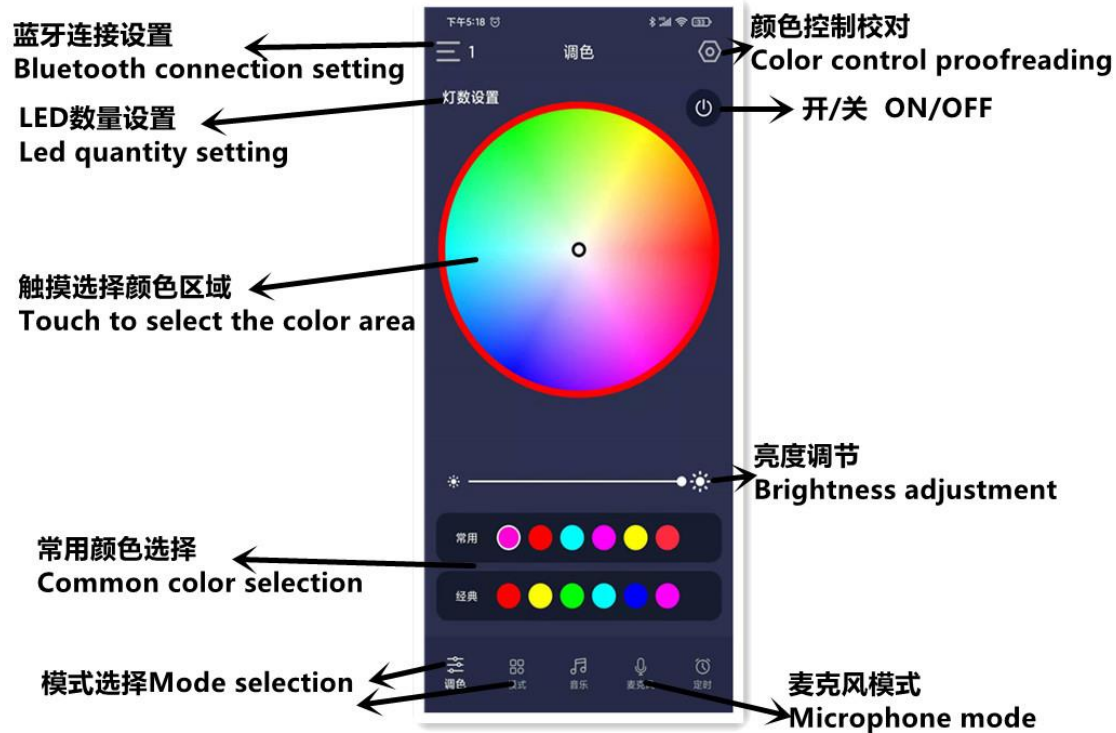 蓝牙连接设置
Bluetooth connection setting
LED数量设置
Led quantity setting
触摸选择颜色区域
Touch to select the color area
常用颜色选择
Common color selection
模式选择Mode selection
下午5:18
31
1
调色
灯数设置
常用
经典
调色
模式
音乐
麦克风
定时
颜色控制校对
Color control proofreading
开/关 ON/OFF
亮度调节
Brightness adjustment
麦克风模式
Microphone mode